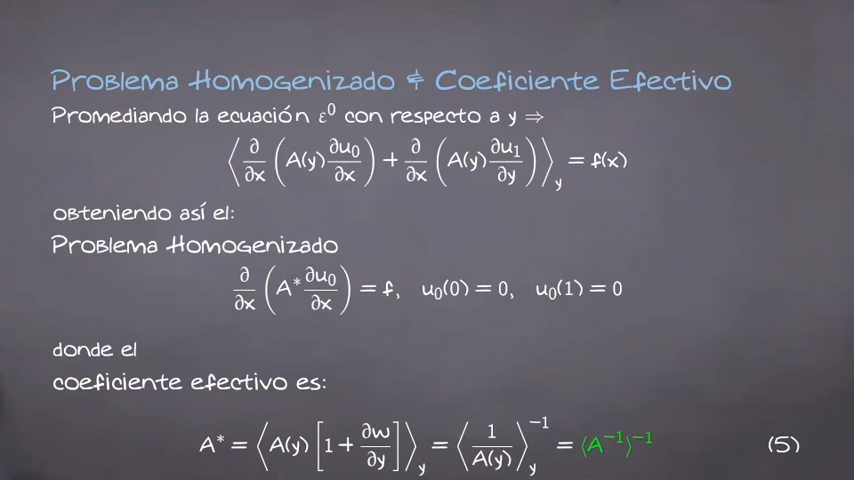 Problema Homogenizado & Coeficiente Efectivo
Promediando la ecuación ε⁰ con respecto a y ⇒
⟨ ∂/∂x ( A(y) ∂u₀/∂x ) + ∂/∂x ( A(y) ∂u₁/∂y ) ⟩_y = f(x)
obteniendo así el:
Problema Homogenizado
∂/∂x ( A* ∂u₀/∂x ) = f, u₀(0) = 0, u₀(1) = 0
donde el
coeficiente efectivo es:
A* = ⟨ A(y) [ 1 + ∂w/∂y ] ⟩_y = ⟨ 1/A(y) ⟩_y⁻¹ = ⟨A⁻¹⟩⁻¹ (5)